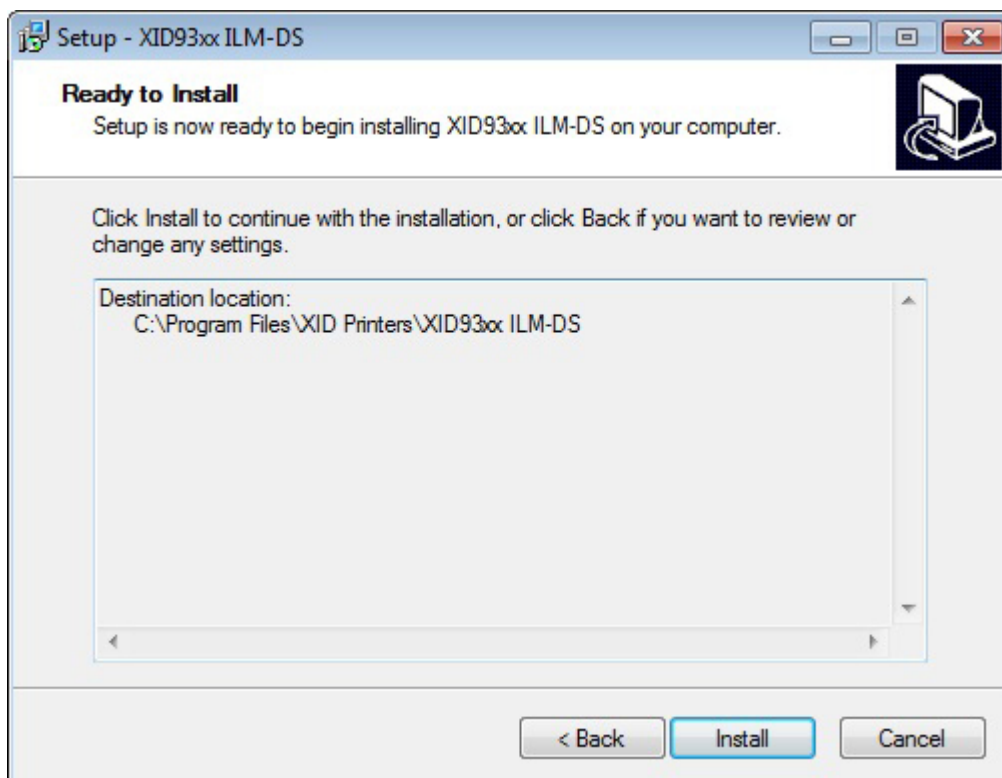 Setup - XID93xx ILM-DS
Ready to Install
Setup is now ready to begin installing XID93xx ILM-DS on your computer.
Click Install to continue with the installation, or click Back if you want to review or
change any settings.
Destination location:
C:\Program Files\XID Printers\XID93xx ILM-DS
< Back
Install
Cancel